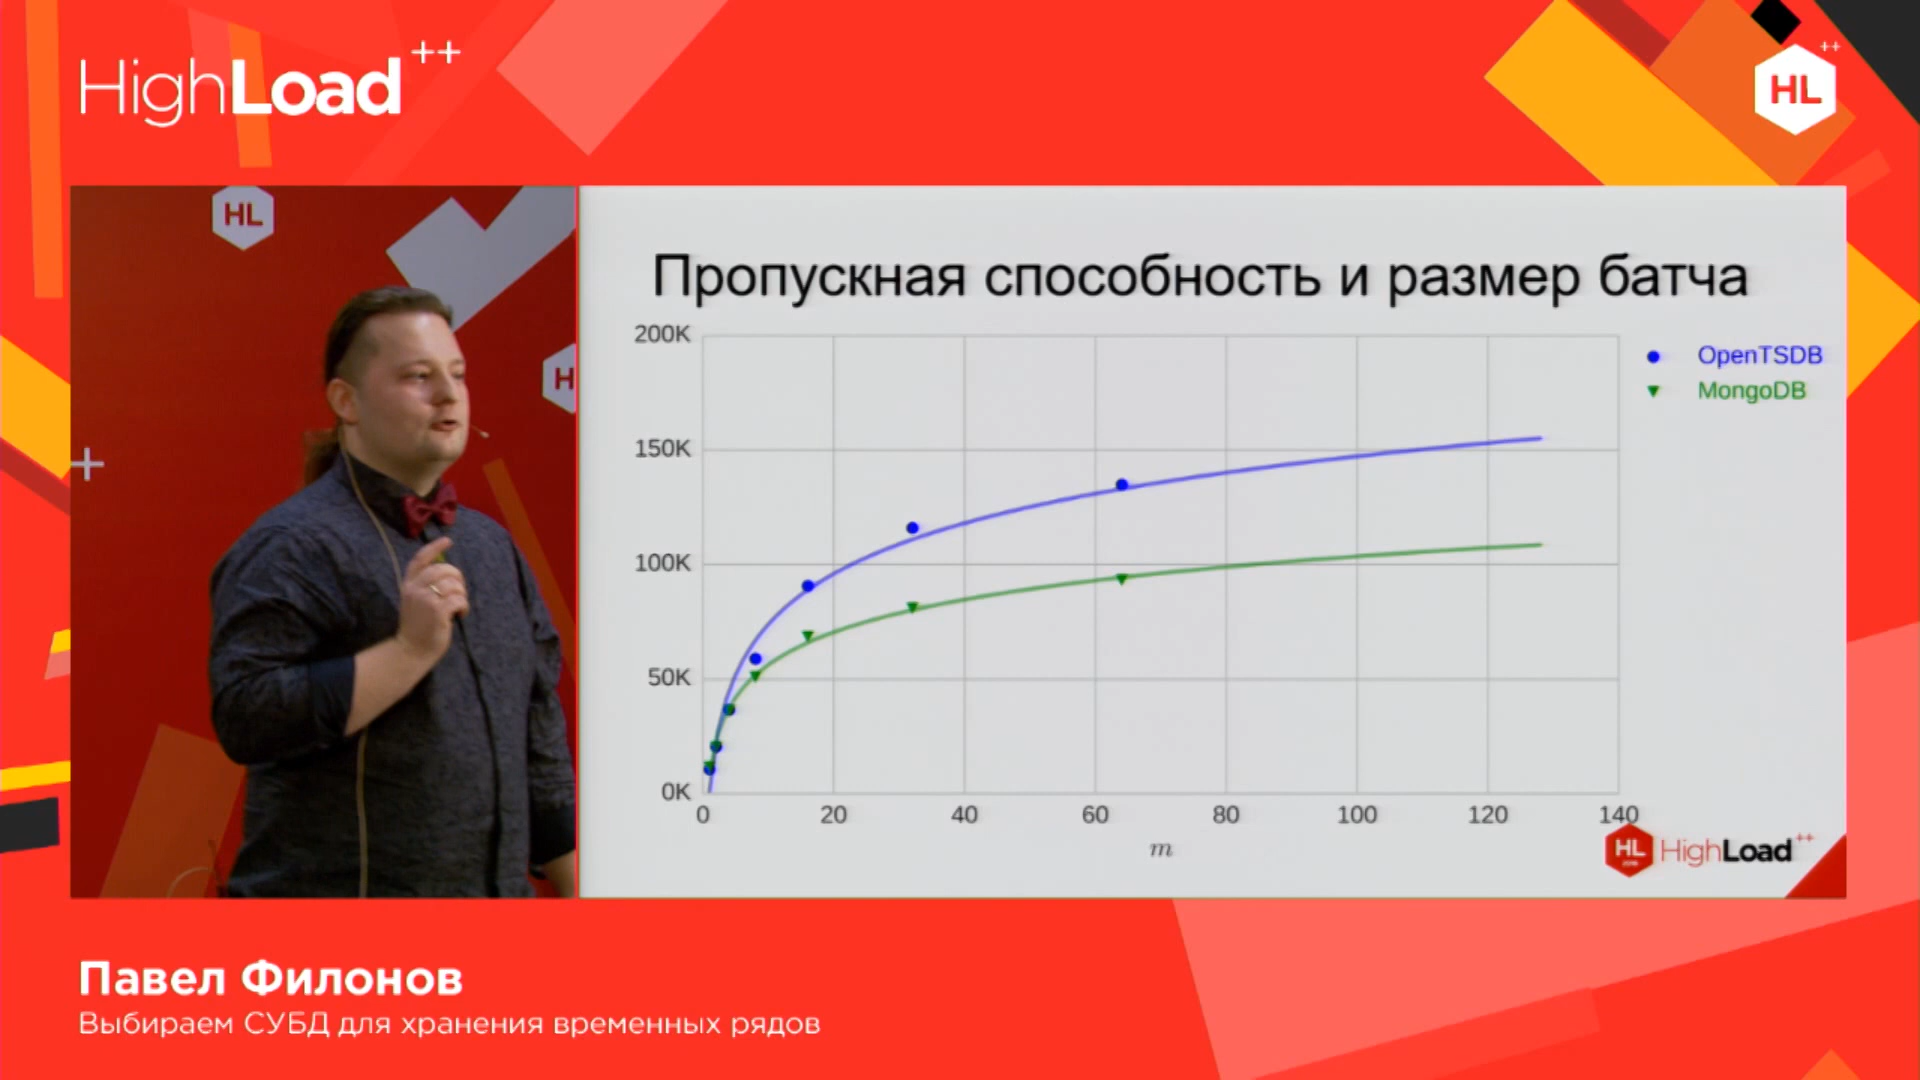 HighLoad++
HL++
HL
H
Пропускная способность и размер батча
200K
150K
100K
50K
0K
0 20 40 60 80 100 120 140
m
OpenTSDB
MongoDB
HL HighLoad++
Павел Филонов
Выбираем СУБД для хранения временных рядов